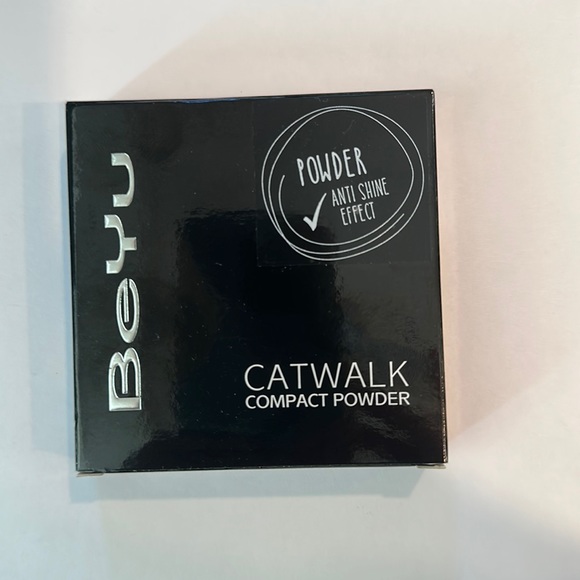 BeYu
POWDER
ANTI SHINE
EFFECT
CATWALK
COMPACT POWDER